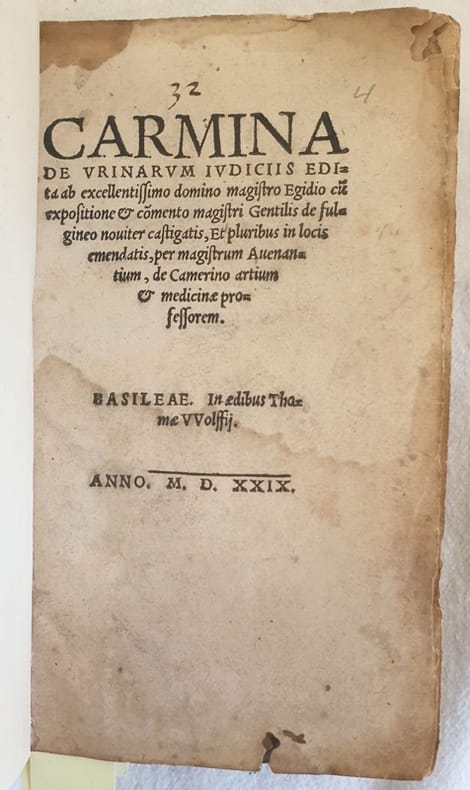 32
4
CARMINA
DE VRINARVM IVDICIIS EDI=
ta ab excellentissimo domino magistro Egidio cũ
expositione & cõmento magistri Gentilis de ful=
gineo noviter castigatis, Et pluribus in locis
emendatis, per magistrum Auenan=
tium, de Camerino artium
& medicinæ pro=
fessorem.
BASILEAE. In ædibus Tho=
mæ VVolffij.
ANNO. M. D. XXIX.